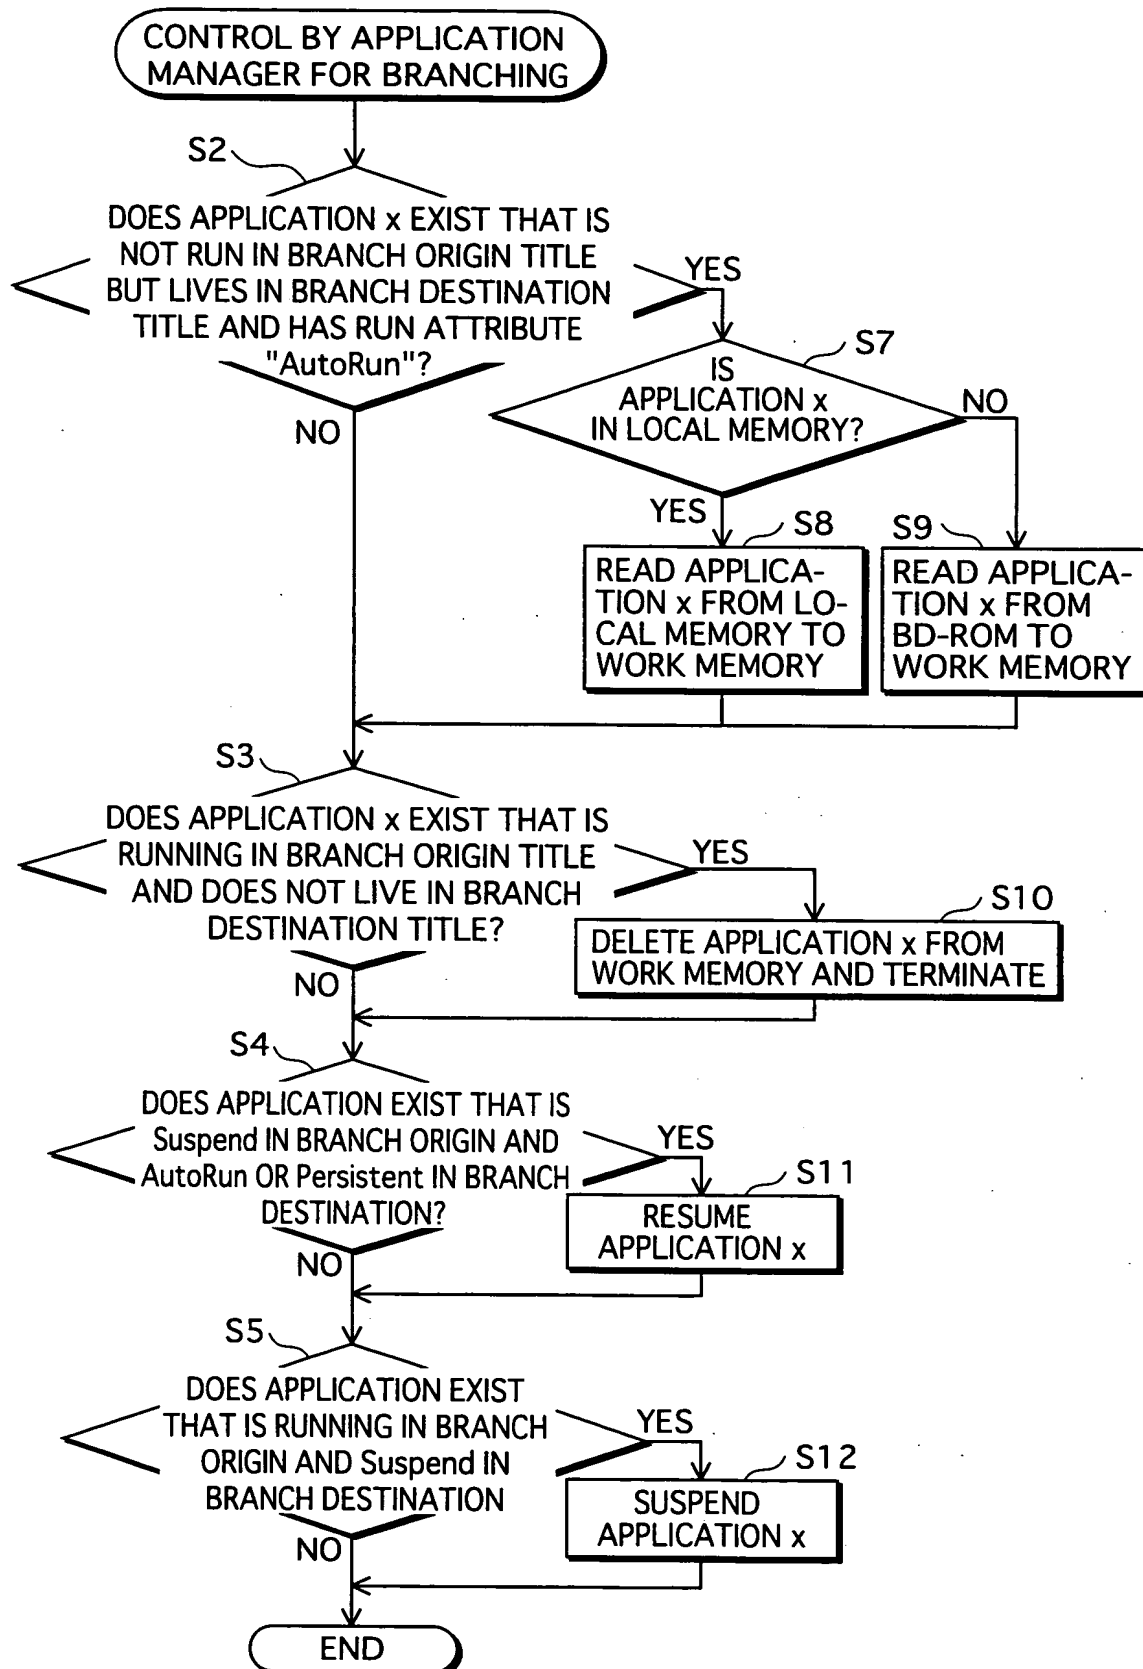 CONTROL BY APPLICATION
MANAGER FOR BRANCHING
S2
DOES APPLICATION x EXIST THAT IS
NOT RUN IN BRANCH ORIGIN TITLE
BUT LIVES IN BRANCH DESTINATION
TITLE AND HAS RUN ATTRIBUTE
"AutoRun"?
YES
NO
S7
IS
APPLICATION x
IN LOCAL MEMORY?
NO
YES
S8
READ APPLICA-
TION x FROM LO-
CAL MEMORY TO
WORK MEMORY
S9
READ APPLICA-
TION x FROM
BD-ROM TO
WORK MEMORY
S3
DOES APPLICATION x EXIST THAT IS
RUNNING IN BRANCH ORIGIN TITLE
AND DOES NOT LIVE IN BRANCH
DESTINATION TITLE?
YES
NO
S10
DELETE APPLICATION x FROM
WORK MEMORY AND TERMINATE
S4
DOES APPLICATION EXIST THAT IS
Suspend IN BRANCH ORIGIN AND
AutoRun OR Persistent IN BRANCH
DESTINATION?
YES
NO
S11
RESUME
APPLICATION x
S5
DOES APPLICATION EXIST
THAT IS RUNNING IN BRANCH
ORIGIN AND Suspend IN
BRANCH DESTINATION
YES
NO
S12
SUSPEND
APPLICATION x
END